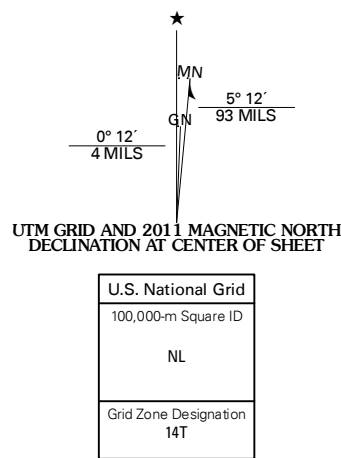 ★
MN
5° 12´
93 MILS
GN
0° 12´
4 MILS
UTM GRID AND 2011 MAGNETIC NORTH
DECLINATION AT CENTER OF SHEET
U.S. National Grid
100,000-m Square ID
NL
Grid Zone Designation
14T